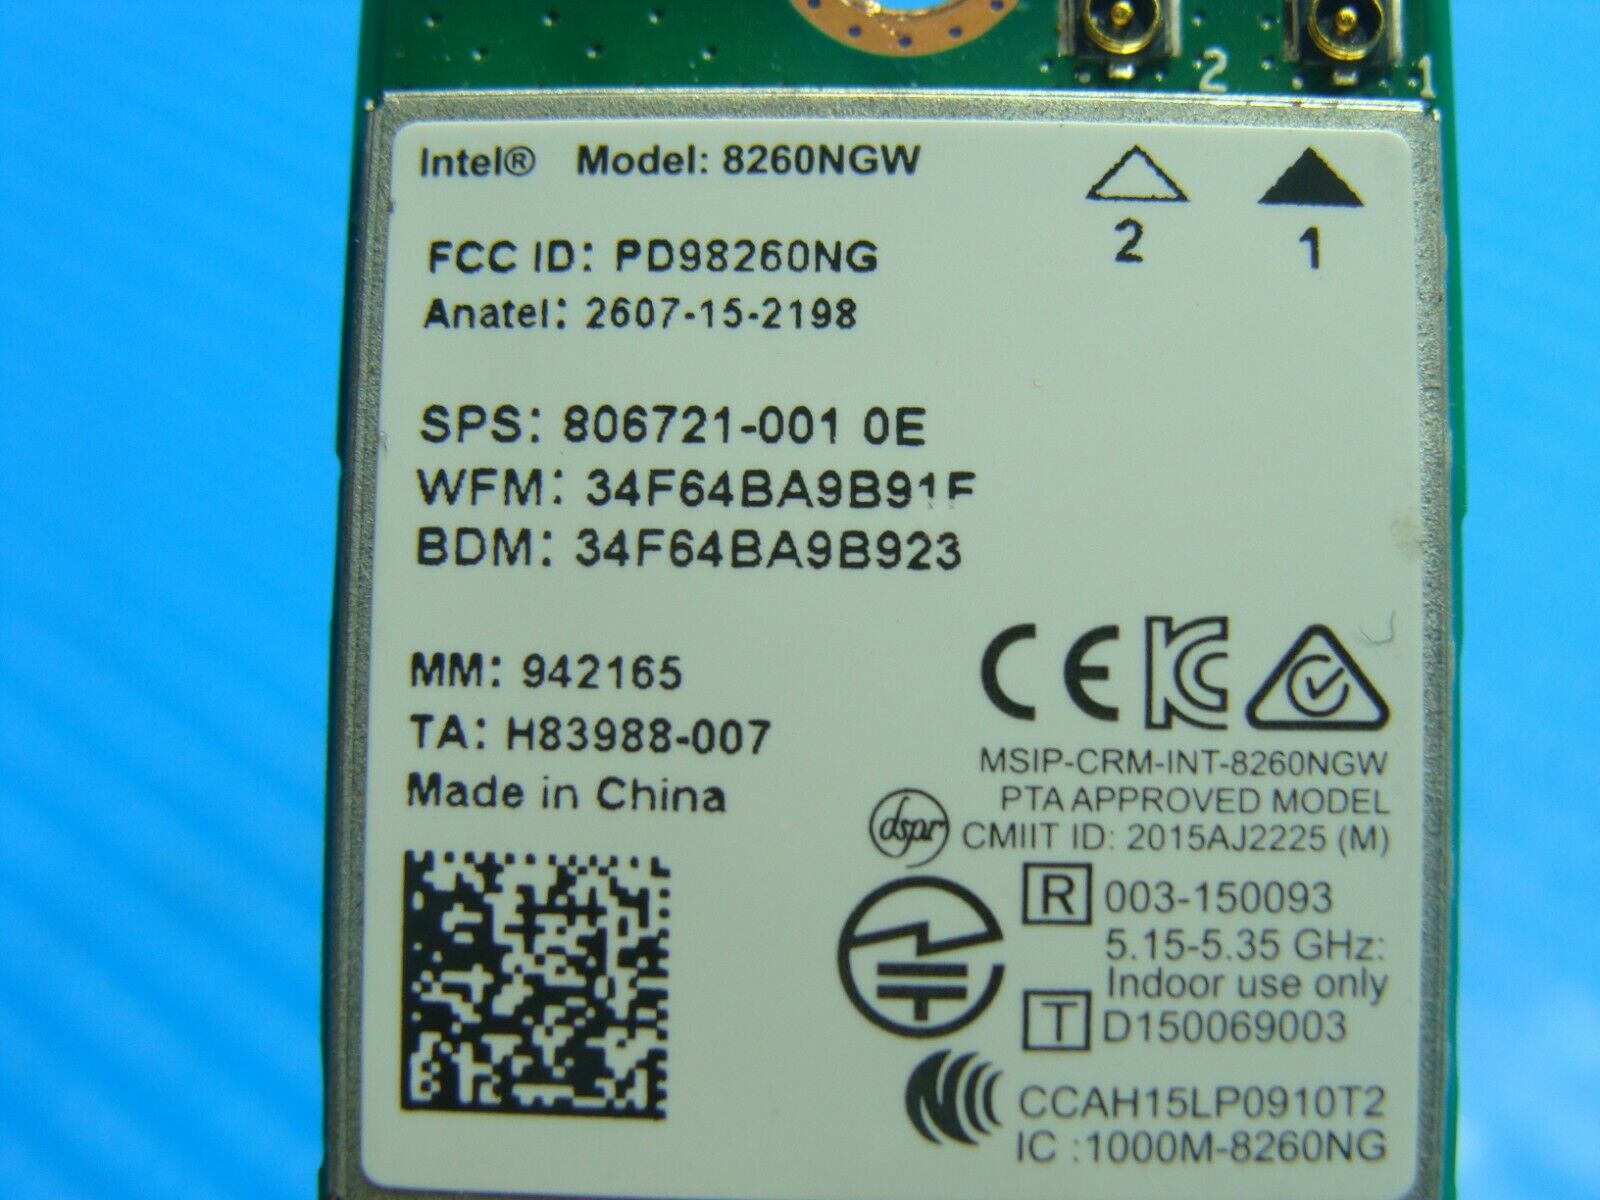 2 1
Intel® Model: 8260NGW
2 1
FCC ID: PD98260NG
Anatel: 2607-15-2198
SPS: 806721-001 0E
WFM: 34F64BA9B91F
BDM: 34F64BA9B923
MM: 942165
TA: H83988-007
Made in China
CE KC
MSIP-CRM-INT-8260NGW
PTA APPROVED MODEL
dspr CMIIT ID: 2015AJ2225 (M)
R 003-150093
5.15-5.35 GHz:
Indoor use only
T D150069003
CCAH15LP0910T2
IC :1000M-8260NG